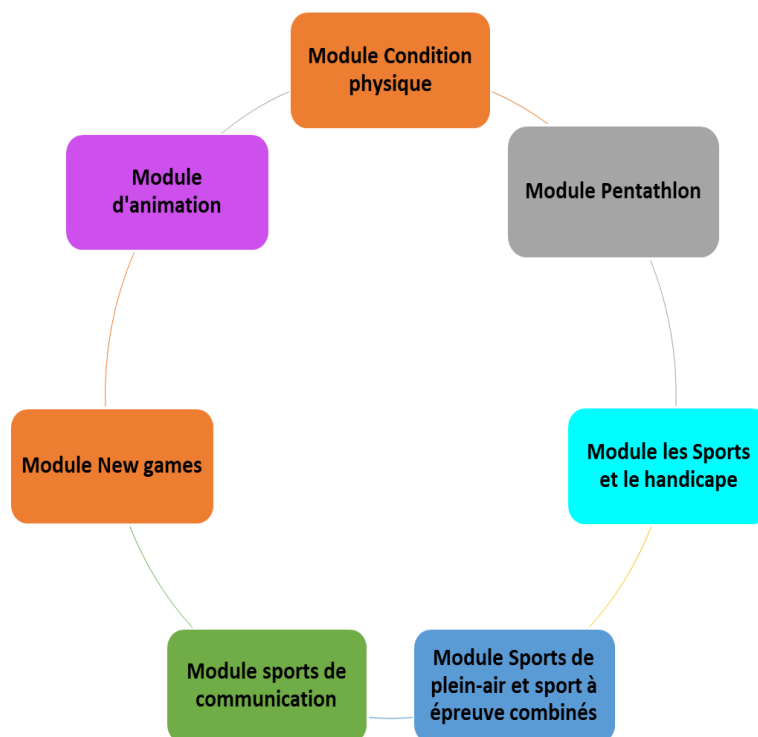 Module Condition
physique
Module Pentathlon
Module les Sports
et le handicape
Module Sports de
plein-air et sport à
épreuve combinés
Module sports de
communication
Module New games
Module
d'animation